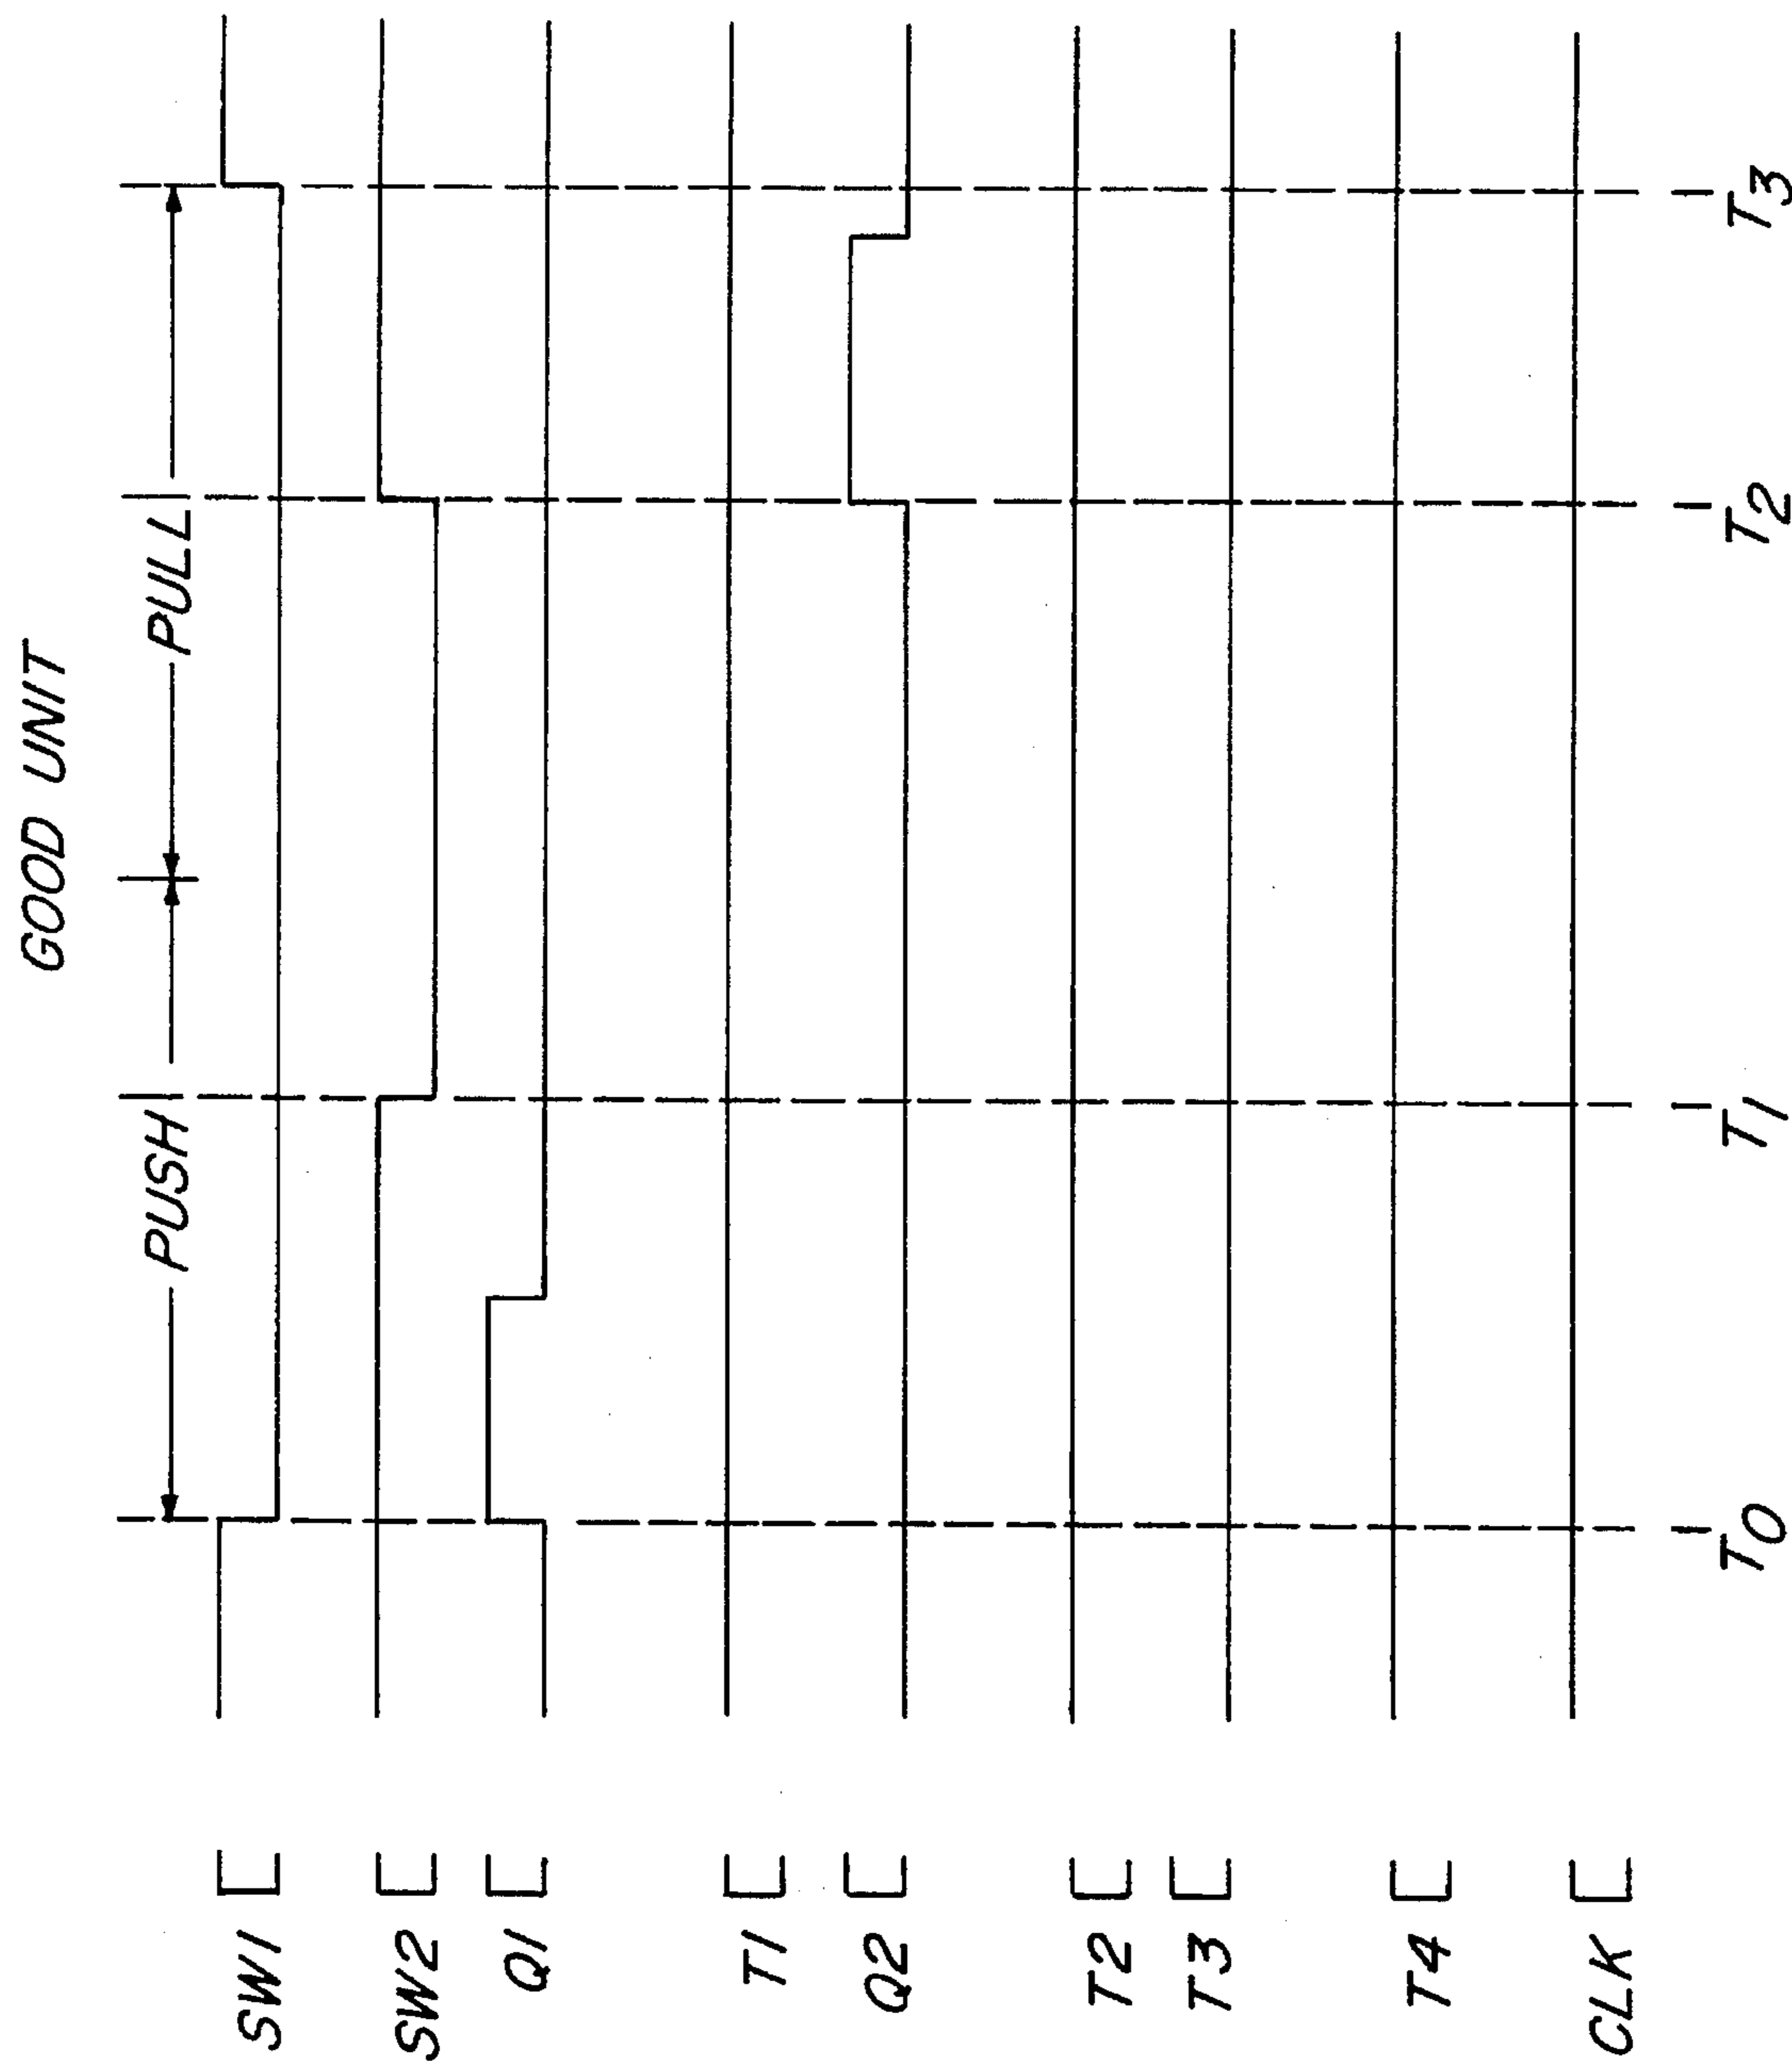 GOOD UNIT
PUSH
PULL
SW1
SW2
Q1
T1
Q2
T2
T3
T4
CLK
T0 T1 T2 T3